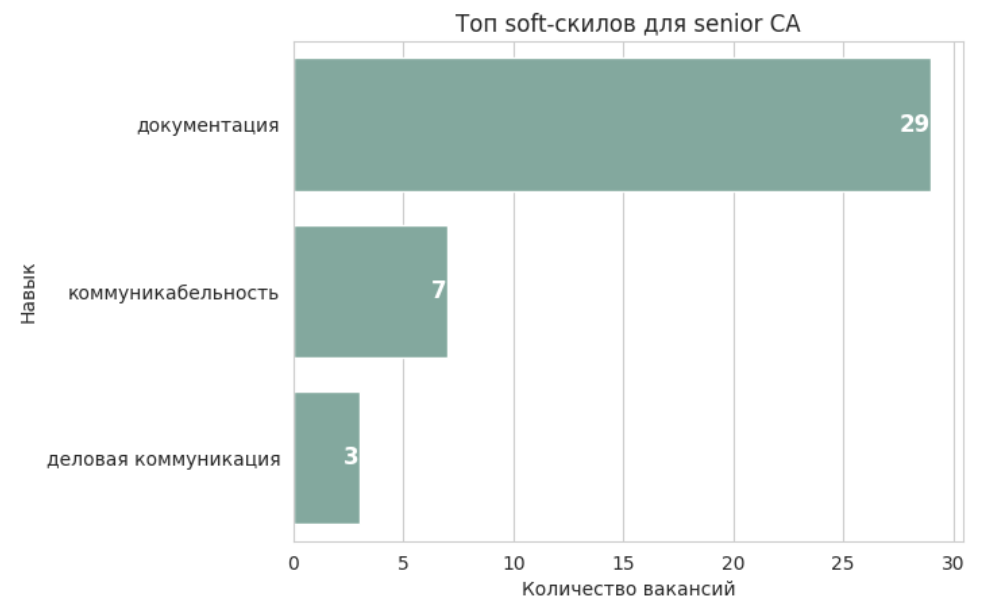 Топ soft-скилов для senior СА
Навык
документация
29
коммуникабельность
7
деловая коммуникация
3
0 5 10 15 20 25 30
Количество вакансий